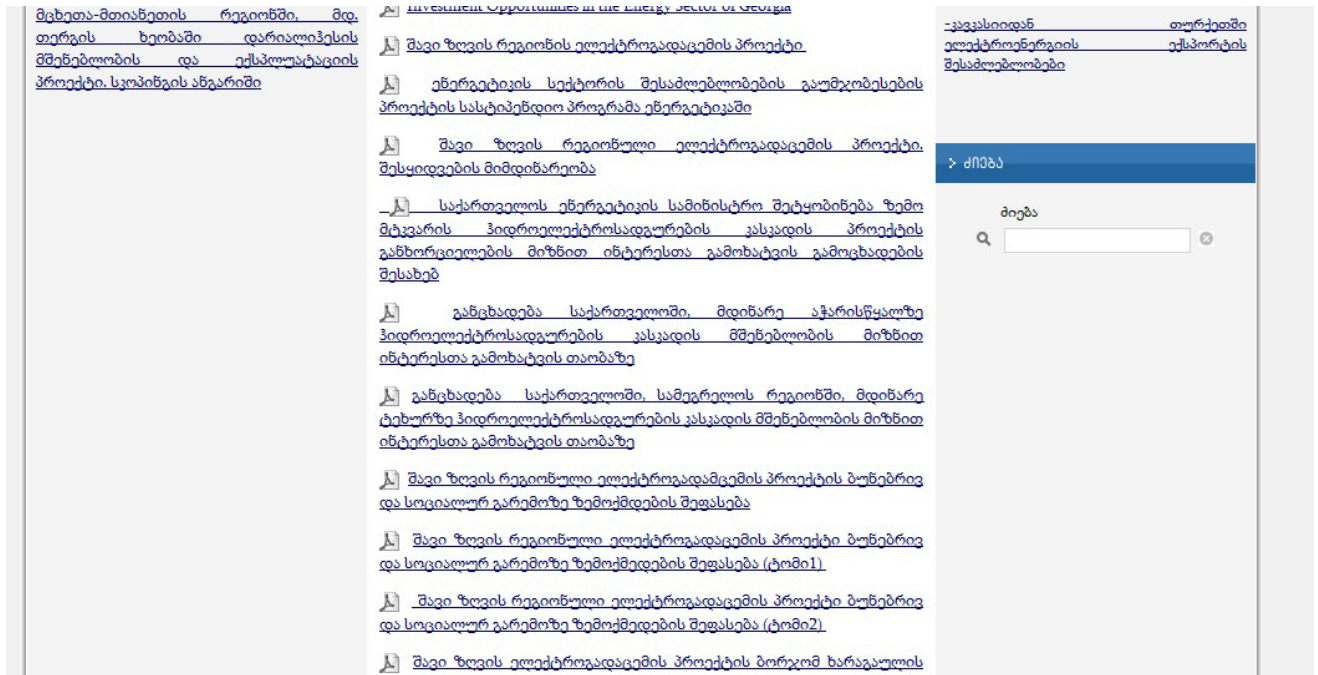 მცხეთა-მთიანეთის რეგიონში, მდ.
თერგის ხეობაში დარიალიჰესის
მშენებლობის და ექსპლუატაციის
პროექტი. სკოპინგის ანგარიში
Investment Opportunities in the Energy Sector of Georgia
შავი ზღვის რეგიონის ელექტროგადაცემის პროექტი
ენერგეტიკის სექტორის შესაძლებლობების გაუმჯობესების
პროექტის სასტიპენდიო პროგრამა ენერგეტიკაში
შავი ზღვის რეგიონული ელექტროგადაცემის პროექტი.
შესყიდვების მიმდინარეობა
საქართველოს ენერგეტიკის სამინისტრო შეტყობინება ზემო
მტკვარის ჰიდროელექტროსადგურების კასკადის პროექტის
განხორციელების მიზნით ინტერესთა გამოხატვის გამოცხადების
შესახებ
განცხადება საქართველოში, მდინარე აჭარისწყალზე
ჰიდროელექტროსადგურების კასკადის მშენებლობის მიზნით
ინტერესთა გამოხატვის თაობაზე
განცხადება საქართველოში, სამეგრელოს რეგიონში, მდინარე
ტეხურზე ჰიდროელექტროსადგურების კასკადის მშენებლობის მიზნით
ინტერესთა გამოხატვის თაობაზე
შავი ზღვის რეგიონული ელექტროგადამცემის პროექტის ბუნებრივ
და სოციალურ გარემოზე ზემოქმდების შეფასება
შავი ზღვის რეგიონული ელექტროგადაცემის პროექტი ბუნებრივ
და სოციალურ გარემოზე ზემოქმედების შეფასება (ტომი1)
შავი ზღვის რეგიონული ელექტროგადაცემის პროექტი ბუნებრივ
და სოციალურ გარემოზე ზემოქმედების შეფასება (ტომი2)
შავი ზღვის ელექტროგადაცემის პროექტის ბორჯომ ხარაგაულის
-კავკასიიდან თურქეთში
ელექტროენერგიის ექსპორტის
შესაძლებლობები
ძიება
ძიება